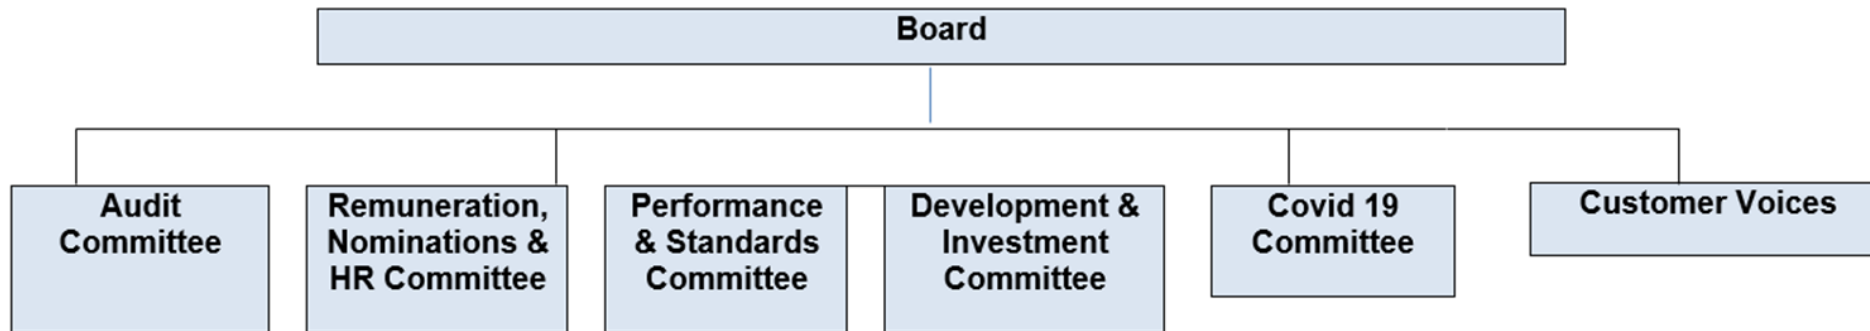 Board
Audit
Committee
Remuneration,
Nominations &
HR Committee
Performance
& Standards
Committee
Development &
Investment
Committee
Covid 19
Committee
Customer Voices